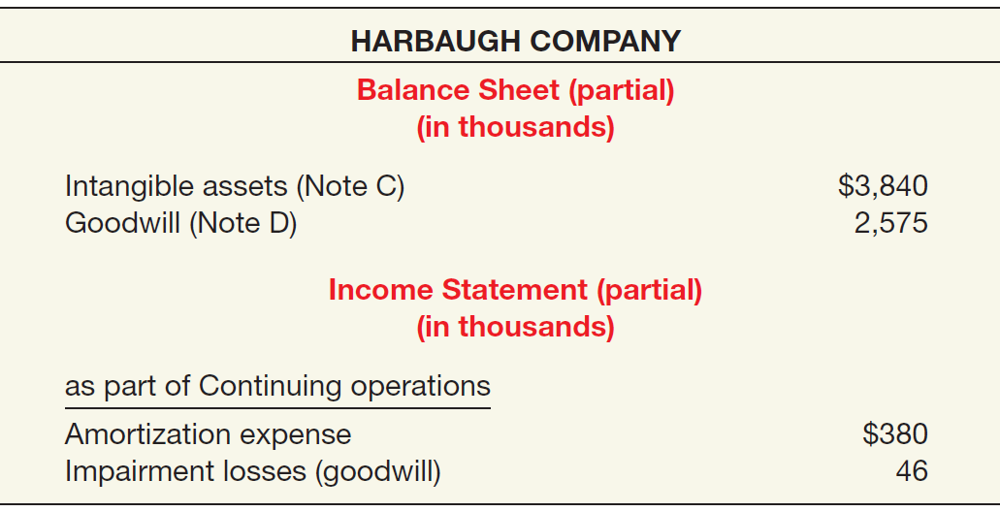 HARBAUGH COMPANY
Balance Sheet (partial)
(in thousands)
Intangible assets (Note C) $3,840
Goodwill (Note D) 2,575
Income Statement (partial)
(in thousands)
as part of Continuing operations
Amortization expense $380
Impairment losses (goodwill) 46